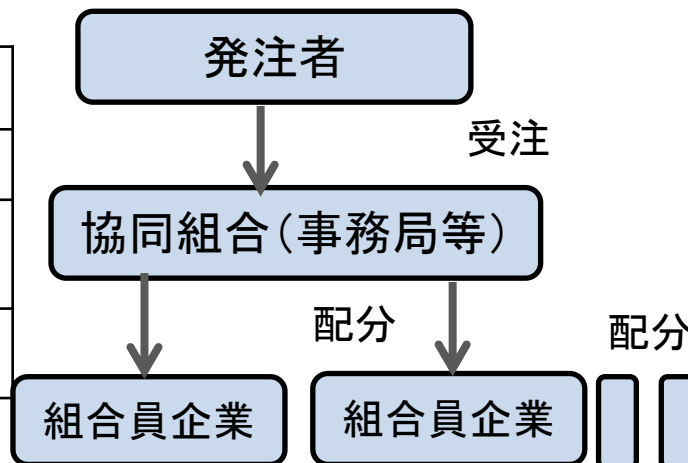 発注者
受注
協同組合（事務局等）
配分
配分
組合員企業
組合員企業